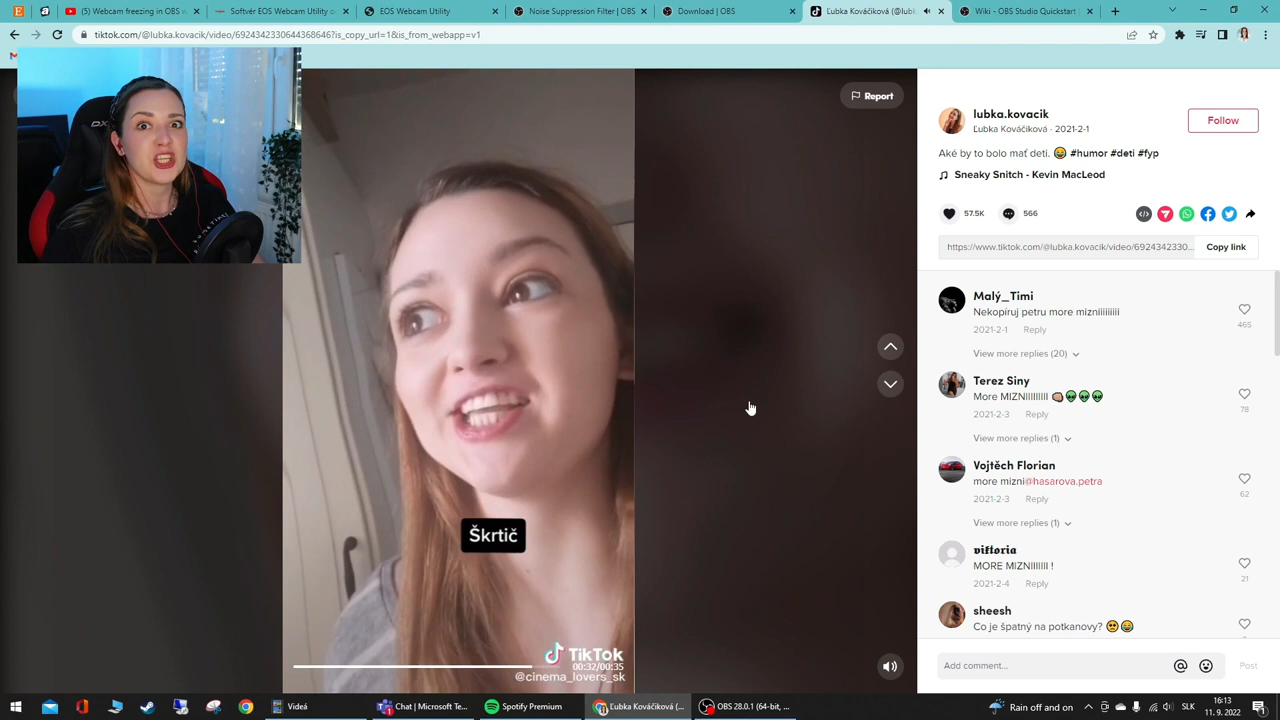 (5) Webcam freezing in OBS w
Softvér EOS Webcam Utility o
EOS Webcam Utility
Noise Suppression Filter | OBS
Download | OBS
Ľubka Kováčiková (@lub
Wiki - OBS Studio Quickstart
tiktok.com/@lubka.kovacik/video/6924342330644368646?is_copy_url=1&is_from_webapp=v1
Report
Škrtič
TikTok
00:32/00:35
@cinema_lovers_sk
lubka.kovacik
Ľubka Kováčiková · 2021-2-1
Follow
Aké by to bolo mať deti. 😂 #humor #deti #fyp
Sneaky Snitch - Kevin MacLeod
57.5K
566
https://www.tiktok.com/@lubka.kovacik/video/6924342330...
Copy link
Malý_Timi
Nekopíruj petru more mizníiiiiiiii
2021-2-1 Reply
465
View more replies (20)
Terez Siny
More MIZNIIIIIIIII
2021-2-3 Reply
78
View more replies (1)
Vojtěch Florian
more mizni@hasarova.petra
2021-2-3 Reply
62
View more replies (1)
viktoria
MORE MIZNIIIIIII !
2021-2-4 Reply
21
sheesh
Co je špatný na potkanovy? 🥺😂
Add comment...
Post
Videá
Chat | Microsoft Te...
Spotify Premium
Ľubka Kováčiková (...
OBS 28.0.1 (64-bit, ...
Rain off and on
SLK
16:13
11. 9. 2022